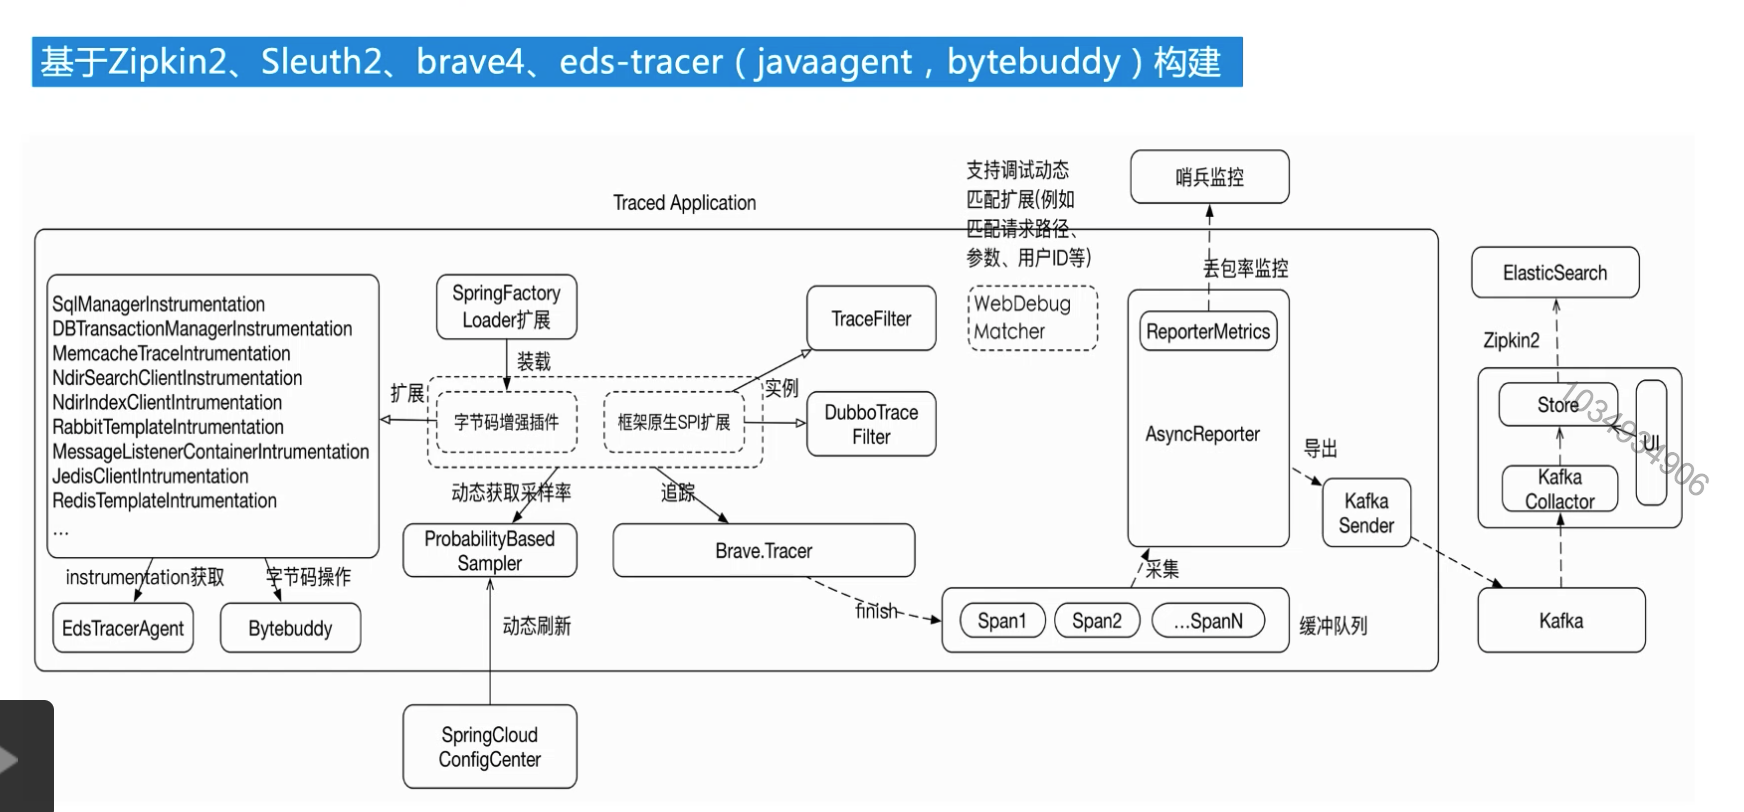 基于Zipkin2、Sleuth2、brave4、eds-tracer（javaagent，bytebuddy）构建
Traced Application
支持调试动态
匹配扩展(例如
匹配请求路径、
参数、用户ID等)
WebDebug
Matcher
哨兵监控
丢包率监控
SqlManagerInstrumentation
DBTransactionManagerInstrumentation
MemcacheTraceIntrumentation
NdirSearchClientInstrumentation
NdirIndexClientIntrumentation
RabbitTemplateIntrumentation
MessageListenerContainerIntrumentation
JedisClientIntrumentation
RedisTemplateIntrumentation
...
SpringFactory
Loader扩展
装载
扩展
字节码增强插件
框架原生SPI扩展
实例
TraceFilter
DubboTrace
Filter
ReporterMetrics
AsyncReporter
导出
Kafka
Sender
ElasticSearch
Zipkin2
Store
UI
Kafka
Collactor
1034934906
动态获取采样率
追踪
ProbabilityBased
Sampler
Brave.Tracer
instrumentation获取
字节码操作
EdsTracerAgent
Bytebuddy
动态刷新
finish
采集
Span1
Span2
...SpanN
缓冲队列
Kafka
SpringCloud
ConfigCenter